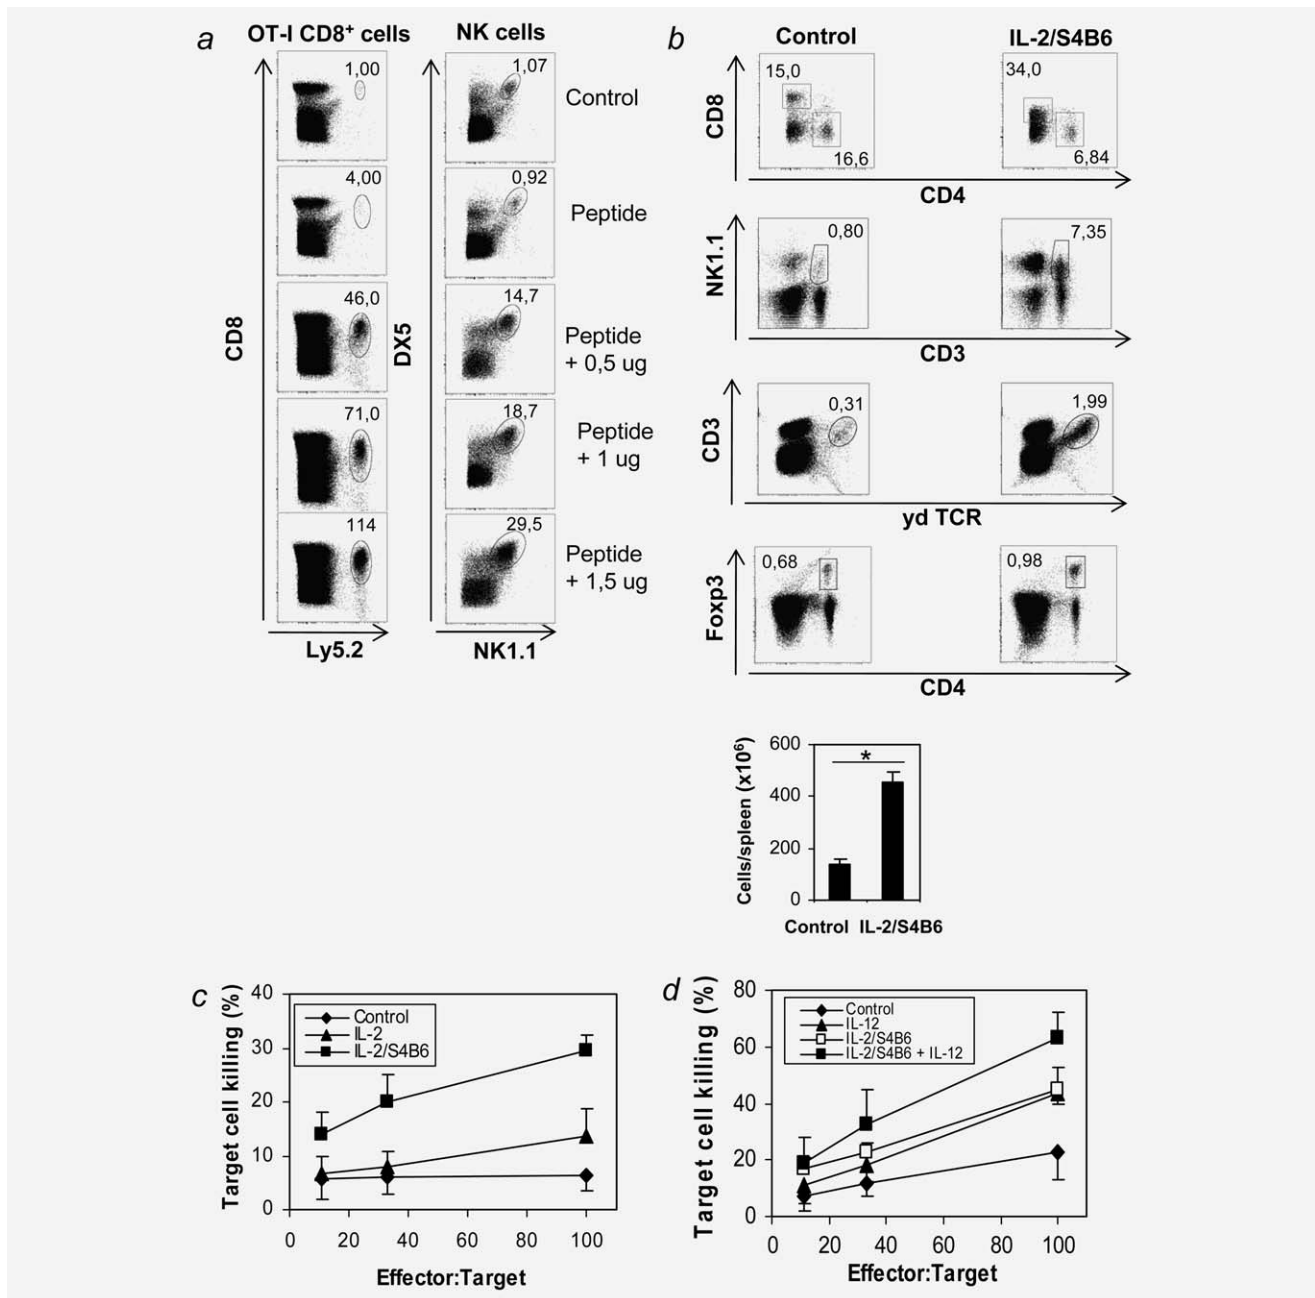 a
OT-I CD8⁺ cells
NK cells
1,00
1,07
Control
4,00
0,92
Peptide
46,0
14,7
Peptide
+ 0,5 ug
71,0
18,7
Peptide
+ 1 ug
114
29,5
Peptide
+ 1,5 ug
CD8
DX5
Ly5.2
NK1.1
b
Control
IL-2/S4B6
15,0
16,6
34,0
6,84
CD8
CD4
0,80
7,35
NK1.1
CD3
0,31
1,99
CD3
yd TCR
0,68
0,98
Foxp3
CD4
600
400
200
0
Cells/spleen (x10⁶)
*
Control IL-2/S4B6
c
40
30
20
10
0
Target cell killing (%)
Control
IL-2
IL-2/S4B6
0 20 40 60 80 100
Effector:Target
d
80
60
40
20
0
Target cell killing (%)
Control
IL-12
IL-2/S4B6
IL-2/S4B6 + IL-12
0 20 40 60 80 100
Effector:Target